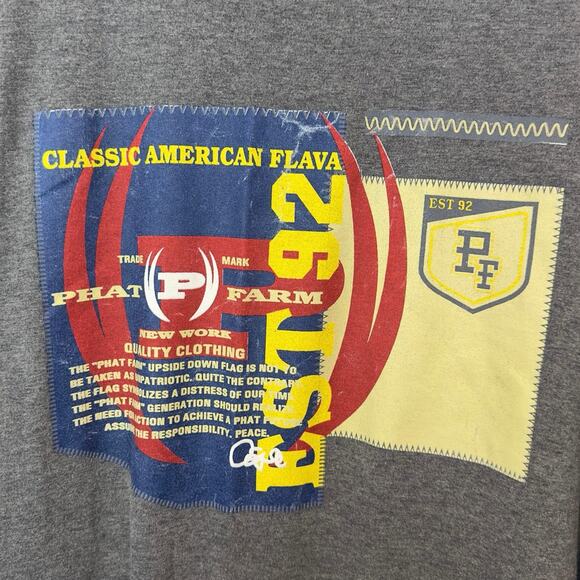 CLASSIC AMERICAN FLAVA
EST 92
TRADE MARK
PHAT P FARM
NEW WORK
QUALITY CLOTHING
THE "PHAT FARM" UPSIDE DOWN FLAG IS NOT TO
BE TAKEN AS UNPATRIOTIC. QUITE THE CONTRARY
THE FLAG SYMBOLIZES A DISTRESS OF OUR TIME.
THE "PHAT FARM" GENERATION SHOULD REALIZE
THE NEED FOR ACTION TO ACHIEVE A PHAT
ASSUME THE RESPONSIBILITY. PEACE.
EST 92
PF